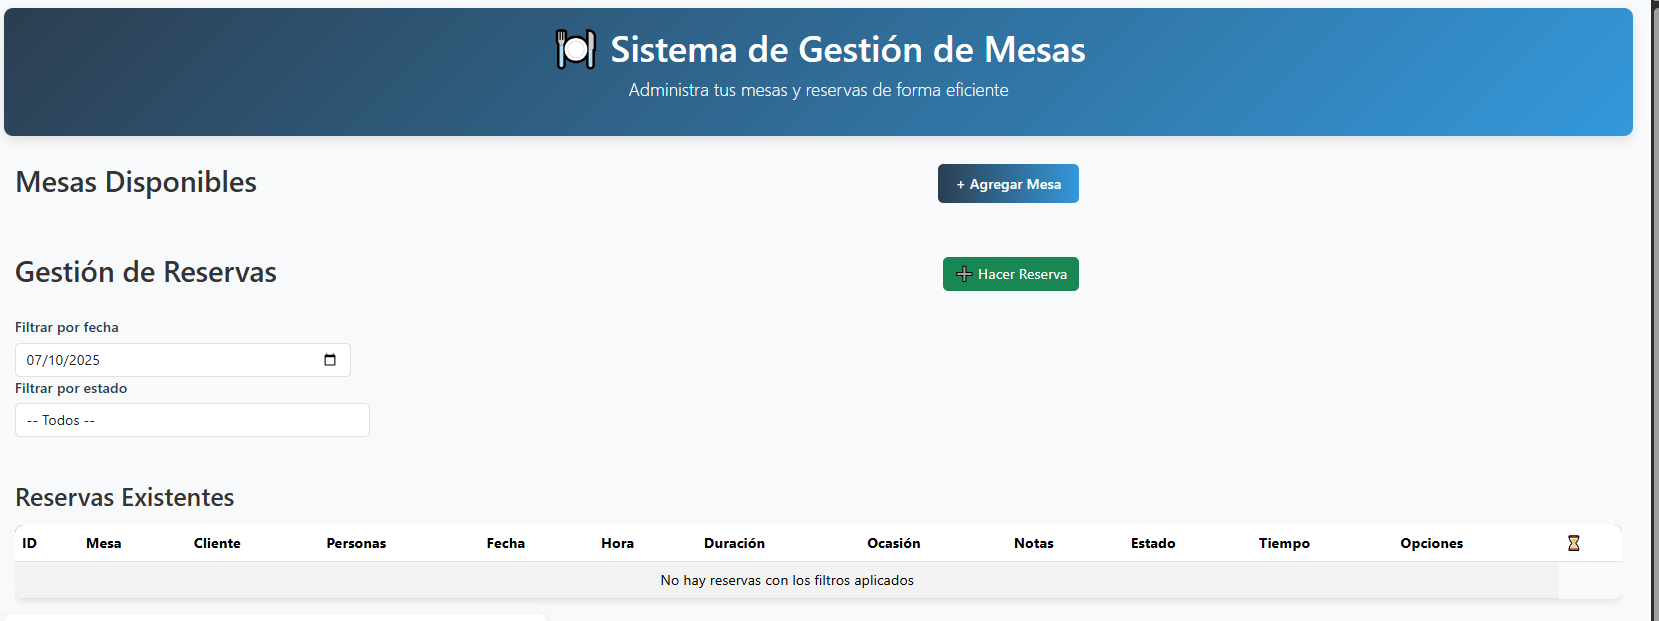 Sistema de Gestión de Mesas
Administra tus mesas y reservas de forma eficiente
Mesas Disponibles
+ Agregar Mesa
Gestión de Reservas
➕ Hacer Reserva
Filtrar por fecha
07/10/2025
Filtrar por estado
-- Todos --
Reservas Existentes
ID Mesa Cliente Personas Fecha Hora Duración Ocasión Notas Estado Tiempo Opciones ⏳
No hay reservas con los filtros aplicados